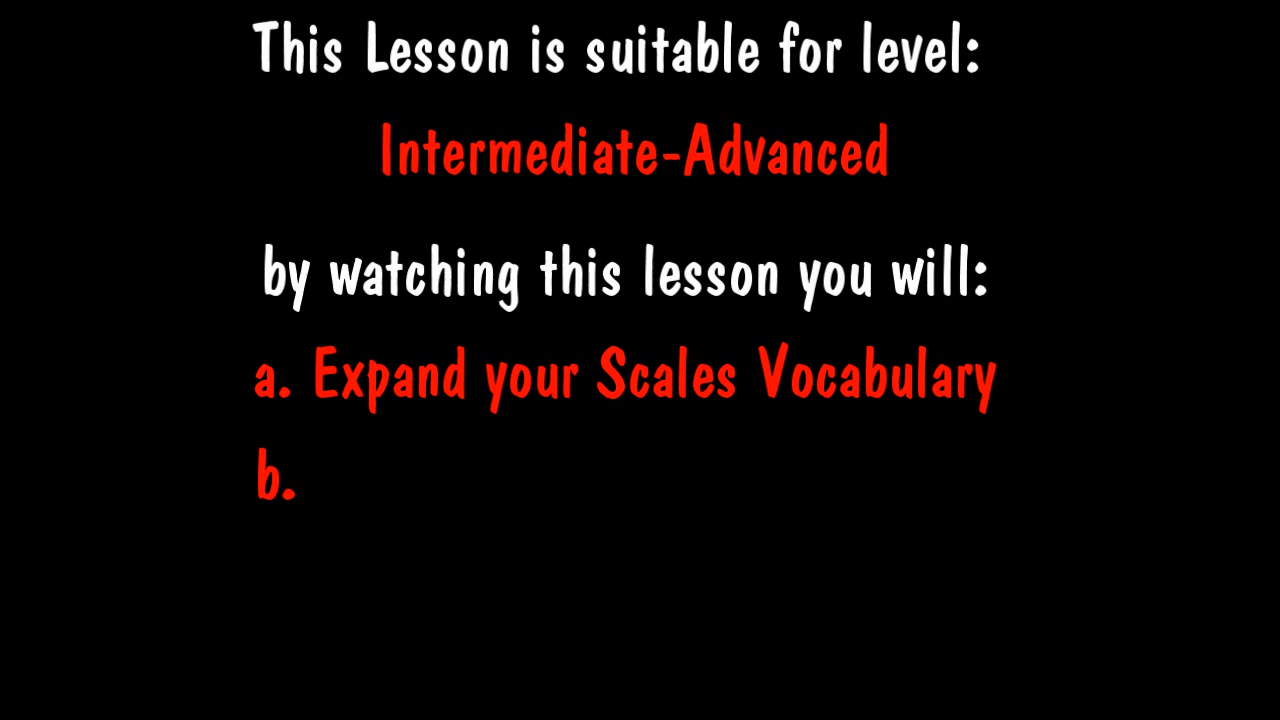 This Lesson is suitable for level:
Intermediate-Advanced
by watching this lesson you will:
a. Expand your Scales Vocabulary
b.